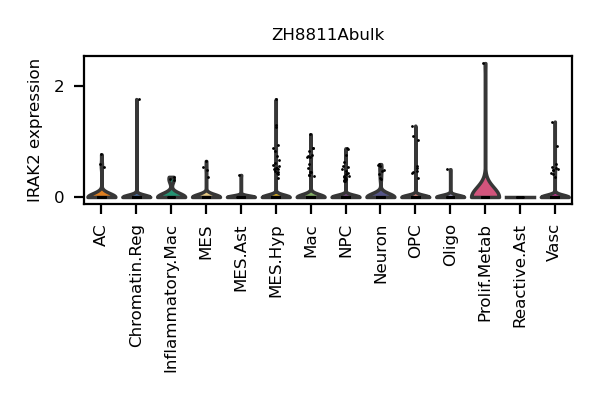 ZH8811Abulk
IRAK2 expression
2
0
AC
Chromatin.Reg
Inflammatory.Mac
MES
MES.Ast
MES.Hyp
Mac
NPC
Neuron
OPC
Oligo
Prolif.Metab
Reactive.Ast
Vasc